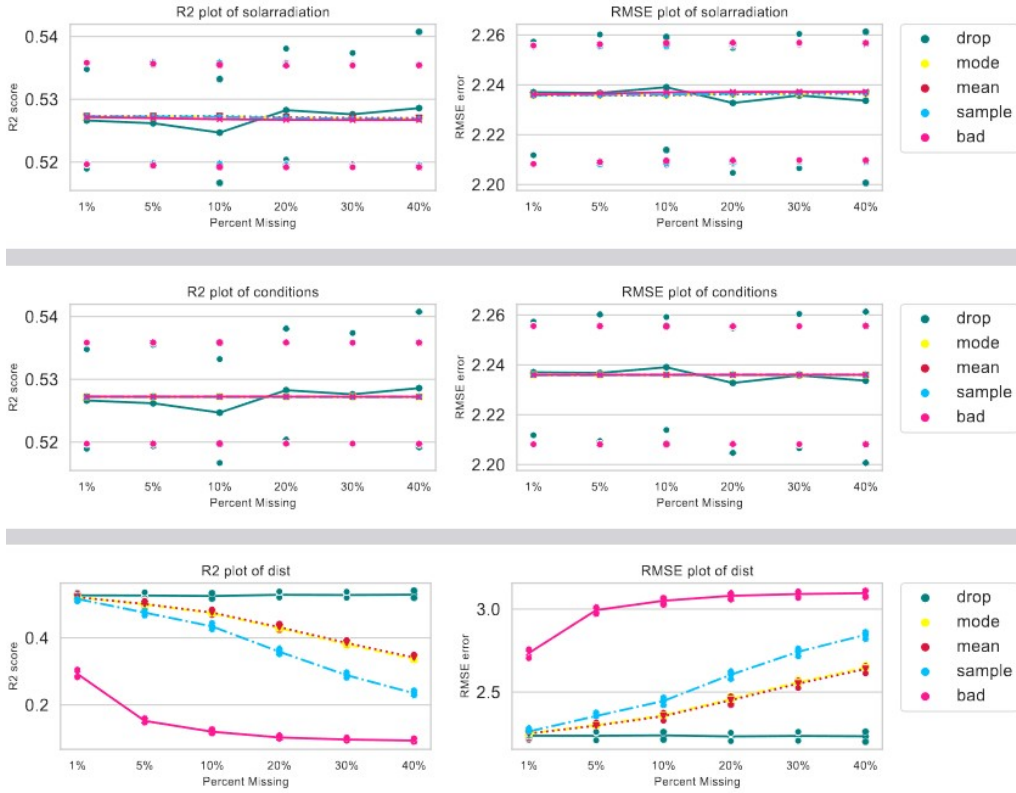 R2 plot of solarradiation
R2 score
0.54
0.53
0.52
1% 5% 10% 20% 30% 40%
Percent Missing
RMSE plot of solarradiation
RMSE error
2.26
2.24
2.22
2.20
1% 5% 10% 20% 30% 40%
Percent Missing
drop
mode
mean
sample
bad
R2 plot of conditions
R2 score
0.54
0.53
0.52
1% 5% 10% 20% 30% 40%
Percent Missing
RMSE plot of conditions
RMSE error
2.26
2.24
2.22
2.20
1% 5% 10% 20% 30% 40%
Percent Missing
drop
mode
mean
sample
bad
R2 plot of dist
R2 score
0.4
0.2
1% 5% 10% 20% 30% 40%
Percent Missing
RMSE plot of dist
RMSE error
3.0
2.5
1% 5% 10% 20% 30% 40%
Percent Missing
drop
mode
mean
sample
bad